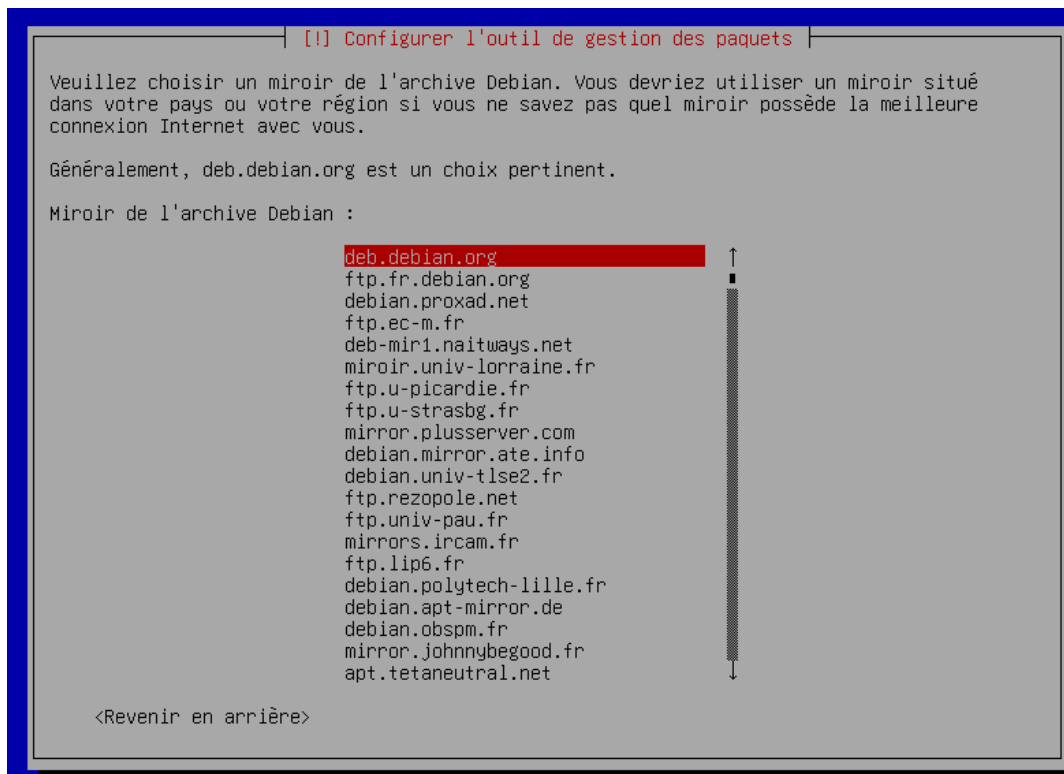 [!] Configurer l'outil de gestion des paquets
Veuillez choisir un miroir de l'archive Debian. Vous devriez utiliser un miroir situé
dans votre pays ou votre région si vous ne savez pas quel miroir possède la meilleure
connexion Internet avec vous.
Généralement, deb.debian.org est un choix pertinent.
Miroir de l'archive Debian :
deb.debian.org
ftp.fr.debian.org
debian.proxad.net
ftp.ec-m.fr
deb-mir1.naitways.net
miroir.univ-lorraine.fr
ftp.u-picardie.fr
ftp.u-strasbg.fr
mirror.plusserver.com
debian.mirror.ate.info
debian.univ-tlse2.fr
ftp.rezopole.net
ftp.univ-pau.fr
mirrors.ircam.fr
ftp.lip6.fr
debian.polytech-lille.fr
debian.apt-mirror.de
debian.obspm.fr
mirror.johnnybegood.fr
apt.tetaneutral.net
<Revenir en arrière>